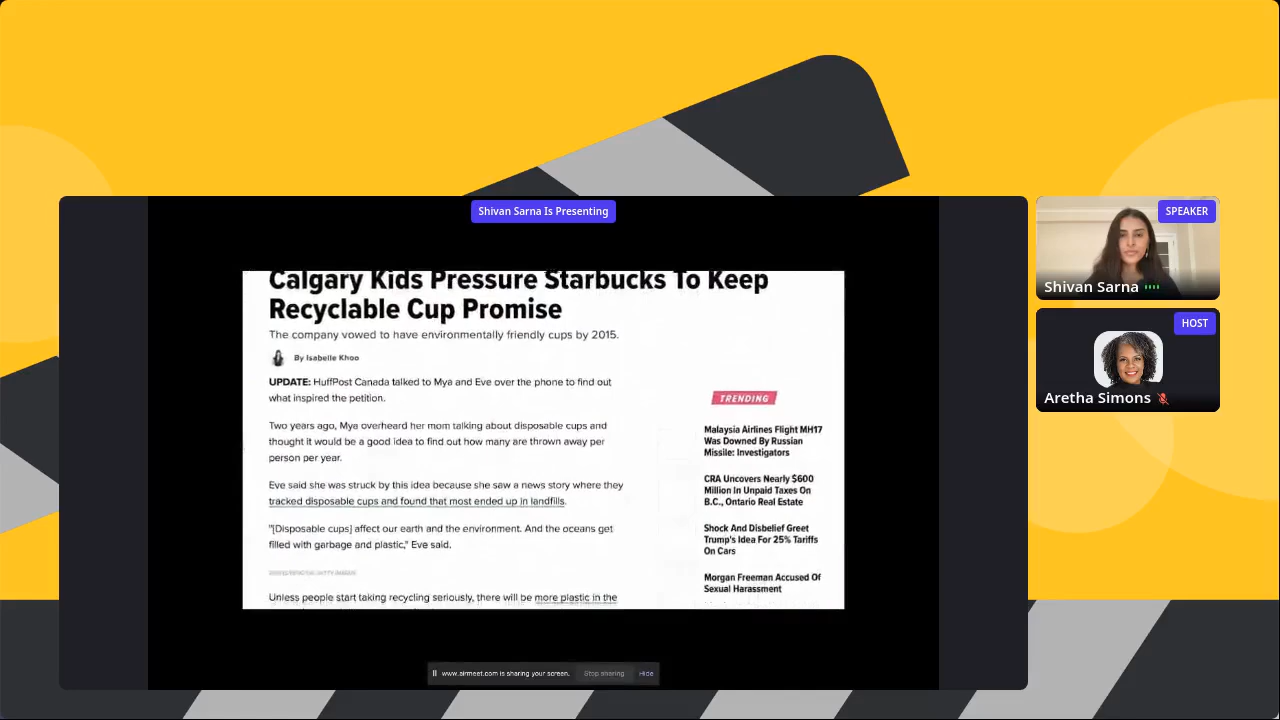 Shivan Sarna Is Presenting
Calgary Kids Pressure Starbucks To Keep
Recyclable Cup Promise
The company vowed to have environmentally friendly cups by 2015.
By Isabelle Khoo
UPDATE: HuffPost Canada talked to Mya and Eve over the phone to find out
what inspired the petition.
Two years ago, Mya overheard her mom talking about disposable cups and
thought it would be a good idea to find out how many are thrown away per
person per year.
Eve said she was struck by this idea because she saw a news story where they
tracked disposable cups and found that most ended up in landfills.
"[Disposable cups] affect our earth and the environment. And the oceans get
filled with garbage and plastic," Eve said.
Unless people start taking recycling seriously, there will be more plastic in the
TRENDING
Malaysia Airlines Flight MH17
Was Downed By Russian
Missile: Investigators
CRA Uncovers Nearly $600
Million In Unpaid Taxes On
B.C., Ontario Real Estate
Shock And Disbelief Greet
Trump's Idea For 25% Tariffs
On Cars
Morgan Freeman Accused Of
Sexual Harassment
www.airmeet.com is sharing your screen.
Stop sharing
Hide
SPEAKER
Shivan Sarna
HOST
Aretha Simons